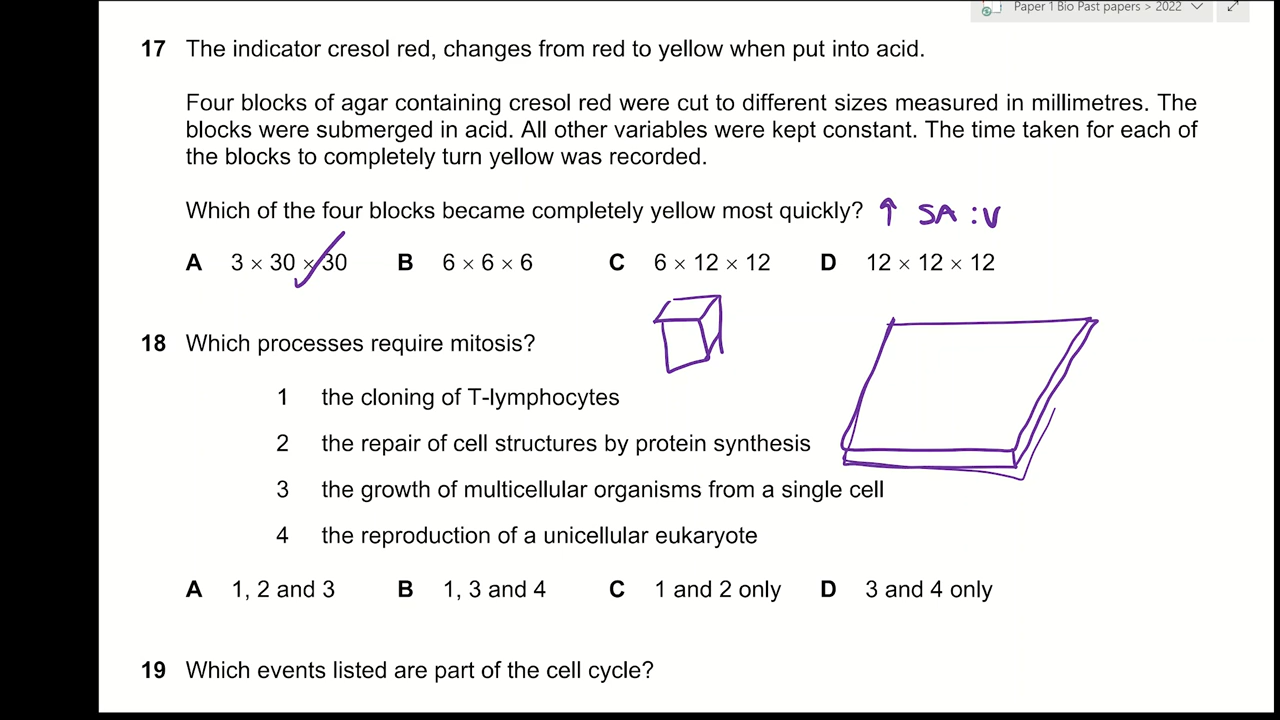 Paper 1 Bio Past papers > 2022
17 The indicator cresol red, changes from red to yellow when put into acid.
Four blocks of agar containing cresol red were cut to different sizes measured in millimetres. The
blocks were submerged in acid. All other variables were kept constant. The time taken for each of
the blocks to completely turn yellow was recorded.
Which of the four blocks became completely yellow most quickly? ↑ SA : V
A 3 × 30 × 30 B 6 × 6 × 6 C 6 × 12 × 12 D 12 × 12 × 12
18 Which processes require mitosis?
1 the cloning of T-lymphocytes
2 the repair of cell structures by protein synthesis
3 the growth of multicellular organisms from a single cell
4 the reproduction of a unicellular eukaryote
A 1, 2 and 3 B 1, 3 and 4 C 1 and 2 only D 3 and 4 only
19 Which events listed are part of the cell cycle?